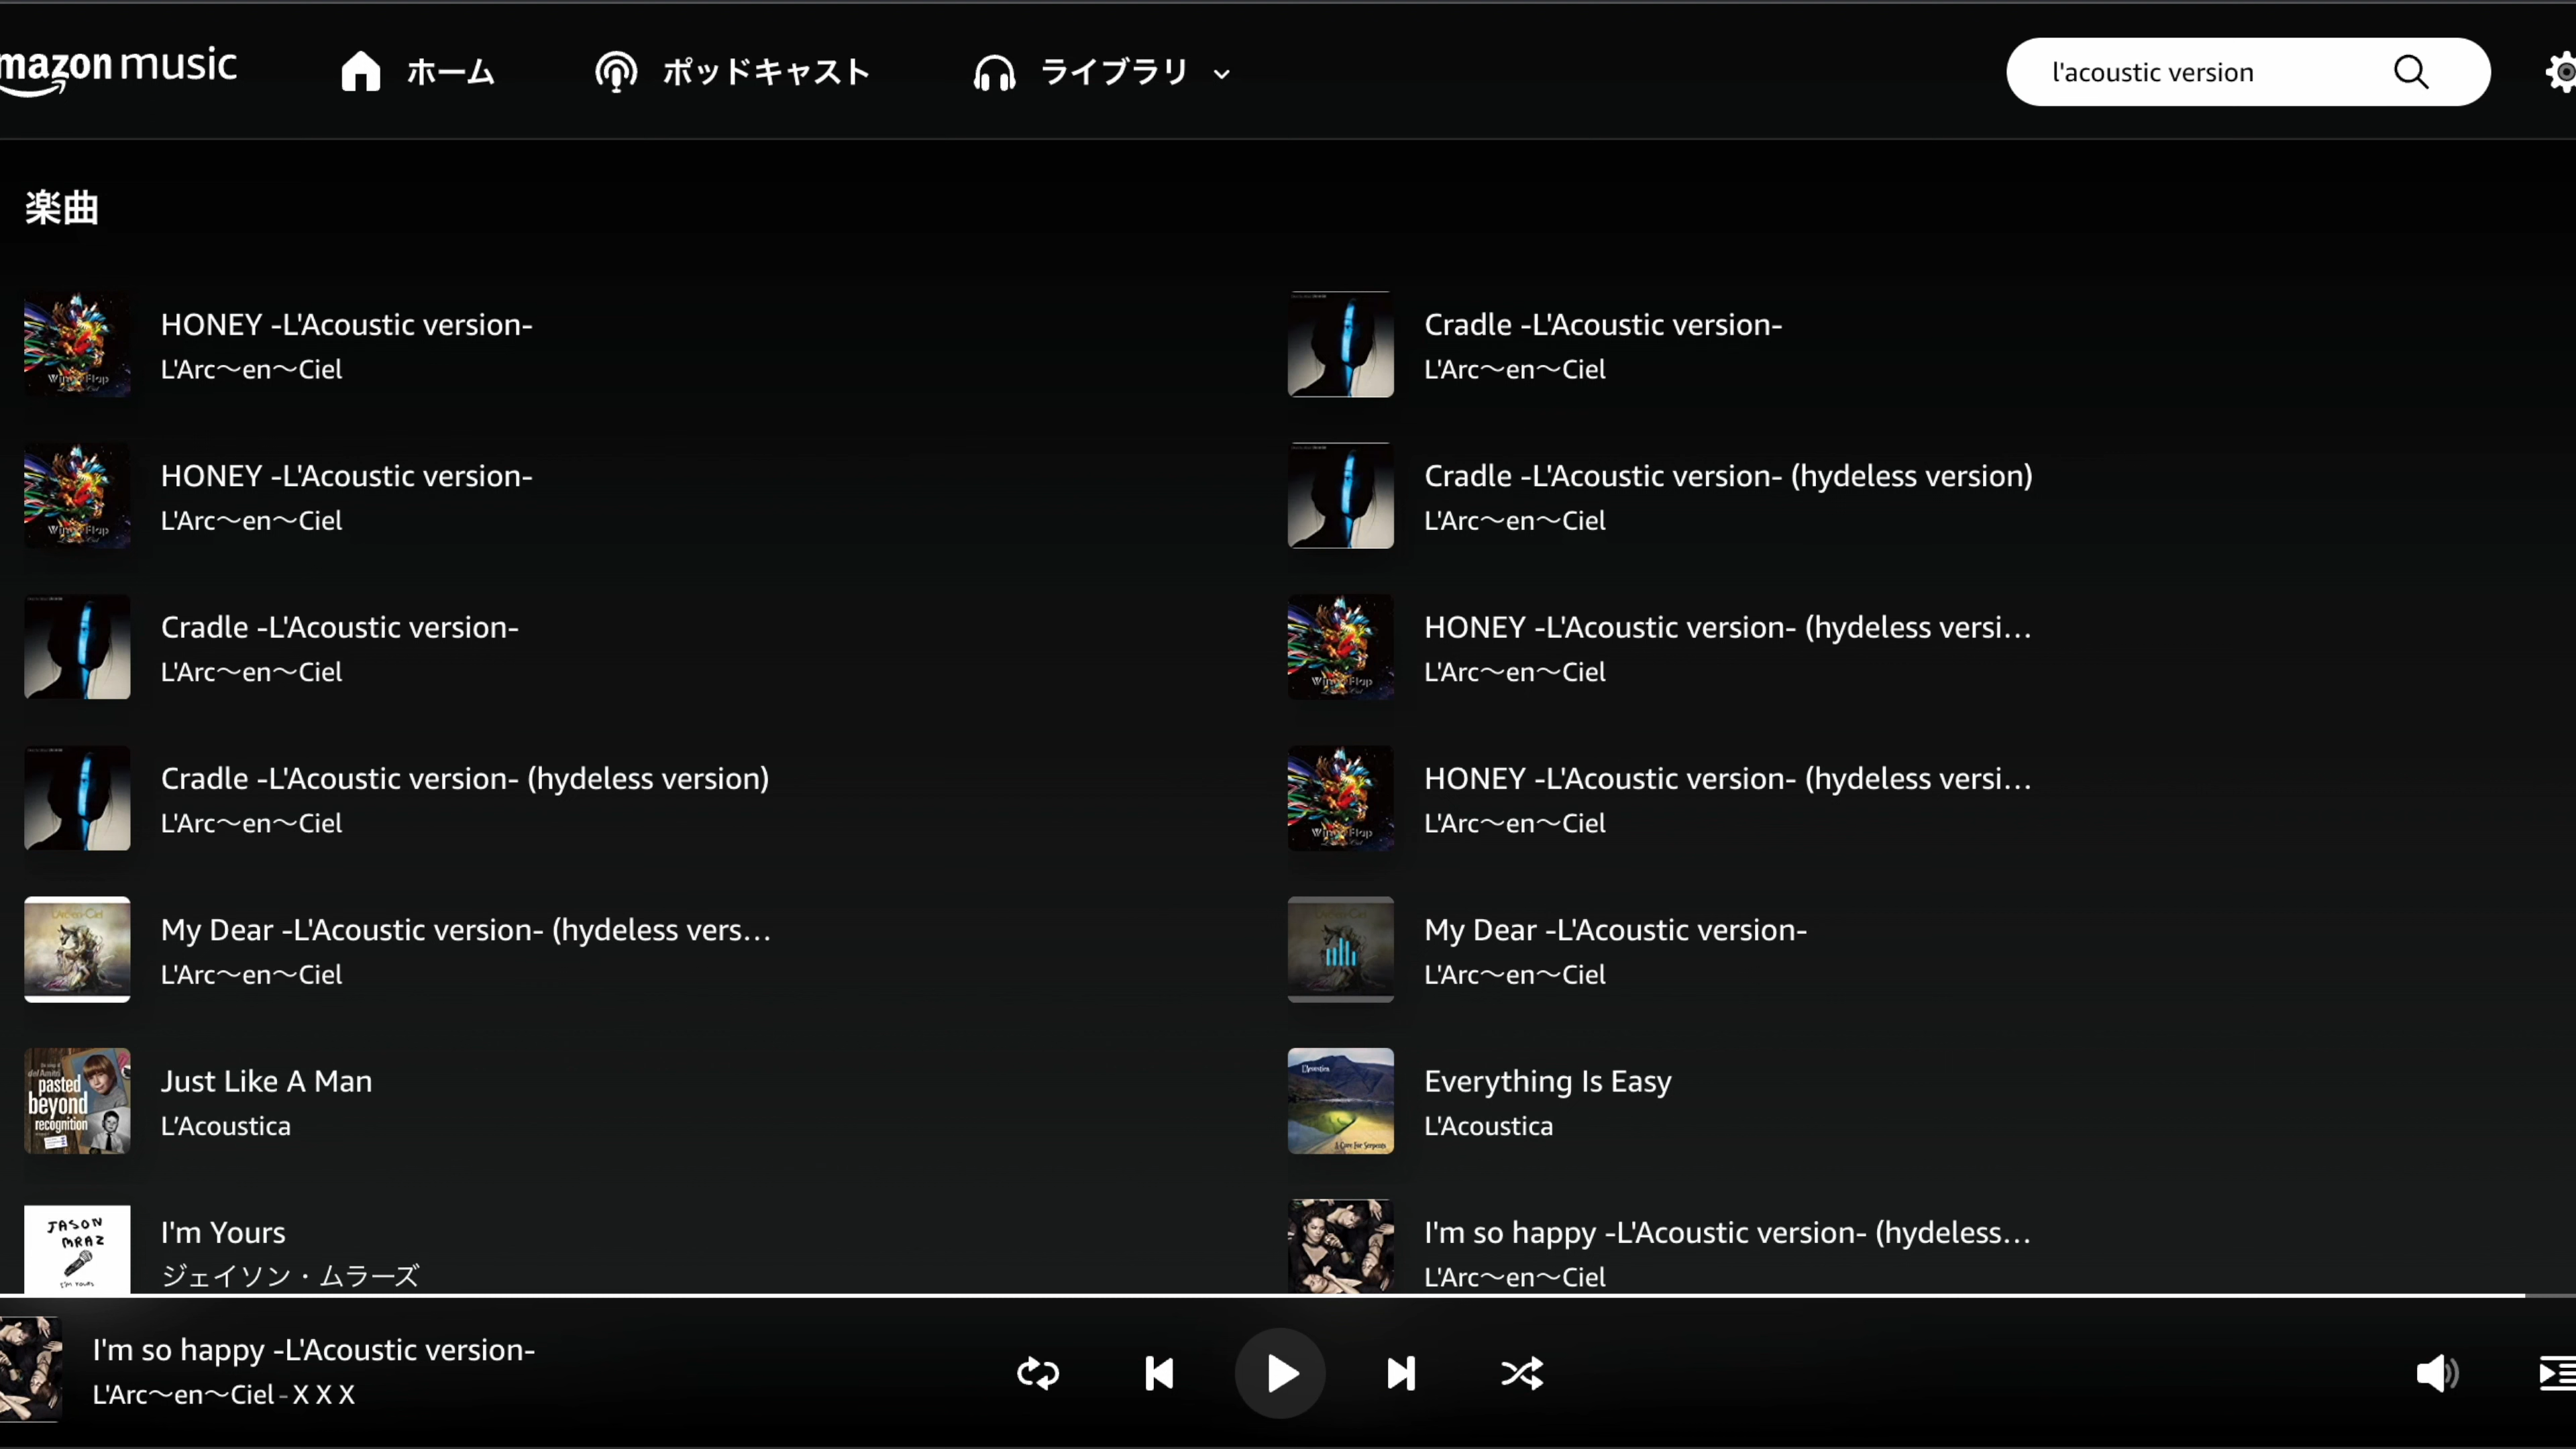 mazon music
ホーム
ポッドキャスト
ライブラリ
l'acoustic version
楽曲
HONEY -L'Acoustic version-
L'Arc〜en〜Ciel
Cradle -L'Acoustic version-
L'Arc〜en〜Ciel
HONEY -L'Acoustic version-
L'Arc〜en〜Ciel
Cradle -L'Acoustic version- (hydeless version)
L'Arc〜en〜Ciel
Cradle -L'Acoustic version-
L'Arc〜en〜Ciel
HONEY -L'Acoustic version- (hydeless versi…
L'Arc〜en〜Ciel
Cradle -L'Acoustic version- (hydeless version)
L'Arc〜en〜Ciel
HONEY -L'Acoustic version- (hydeless versi…
L'Arc〜en〜Ciel
My Dear -L'Acoustic version- (hydeless vers…
L'Arc〜en〜Ciel
My Dear -L'Acoustic version-
L'Arc〜en〜Ciel
pasted
beyond
recognition
Just Like A Man
L’Acoustica
L'Acoustica
A Cure For Serpents
Everything Is Easy
L'Acoustica
JASON
MRAZ
I'M YOURS
I'm Yours
ジェイソン・ムラーズ
I'm so happy -L'Acoustic version- (hydeless…
L'Arc〜en〜Ciel
I'm so happy -L'Acoustic version-
L'Arc〜en〜Ciel - X X X